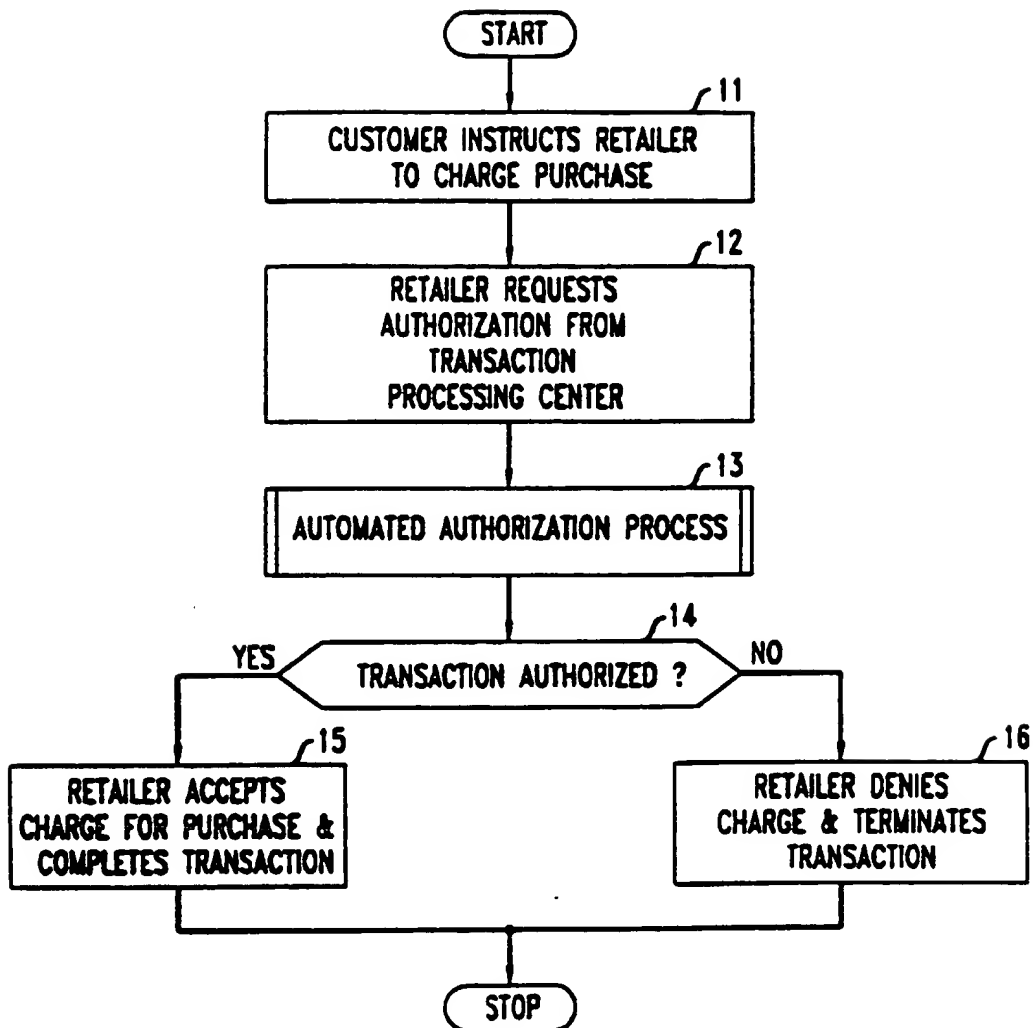 START
11
CUSTOMER INSTRUCTS RETAILER
TO CHARGE PURCHASE
12
RETAILER REQUESTS
AUTHORIZATION FROM
TRANSACTION
PROCESSING CENTER
13
AUTOMATED AUTHORIZATION PROCESS
14
YES
TRANSACTION AUTHORIZED ?
NO
15
RETAILER ACCEPTS
CHARGE FOR PURCHASE &
COMPLETES TRANSACTION
16
RETAILER DENIES
CHARGE & TERMINATES
TRANSACTION
STOP